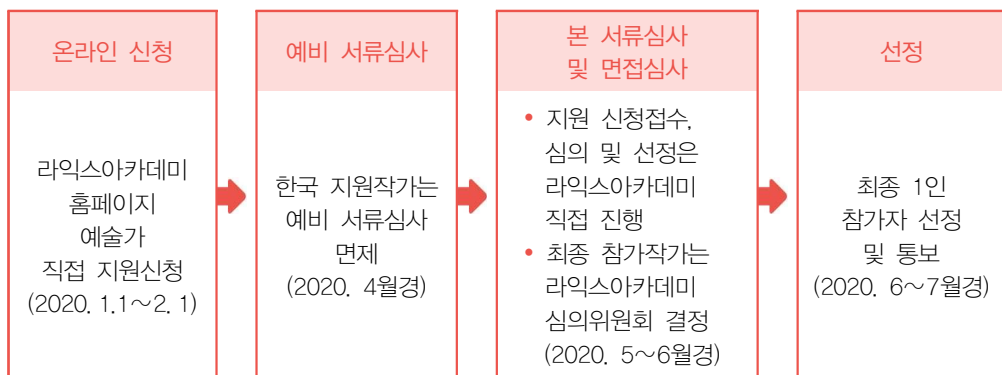 온라인 신청
라익스아카데미
홈페이지
예술가
직접 지원신청
(2020. 1.1～2. 1)
예비 서류심사
한국 지원작가는
예비 서류심사
면제
(2020. 4월경)
본 서류심사
및 면접심사
• 지원 신청접수,
심의 및 선정은
라익스아카데미
직접 진행
• 최종 참가작가는
라익스아카데미
심의위원회 결정
(2020. 5～6월경)
선정
최종 1인
참가자 선정
및 통보
(2020. 6～7월경)